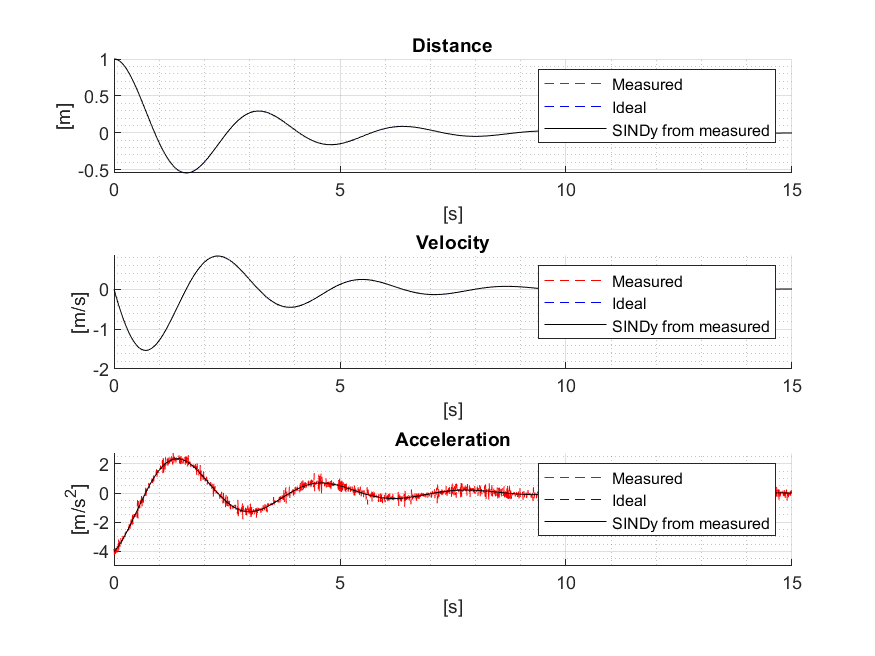 Distance
1
0.5
0
-0.5
[m]
Measured
Ideal
SINDy from measured
0 5 10 15
[s]
Velocity
0
-1
-2
[m/s]
Measured
Ideal
SINDy from measured
0 5 10 15
[s]
Acceleration
2
0
-2
-4
[m/s²]
Measured
Ideal
SINDy from measured
0 5 10 15
[s]